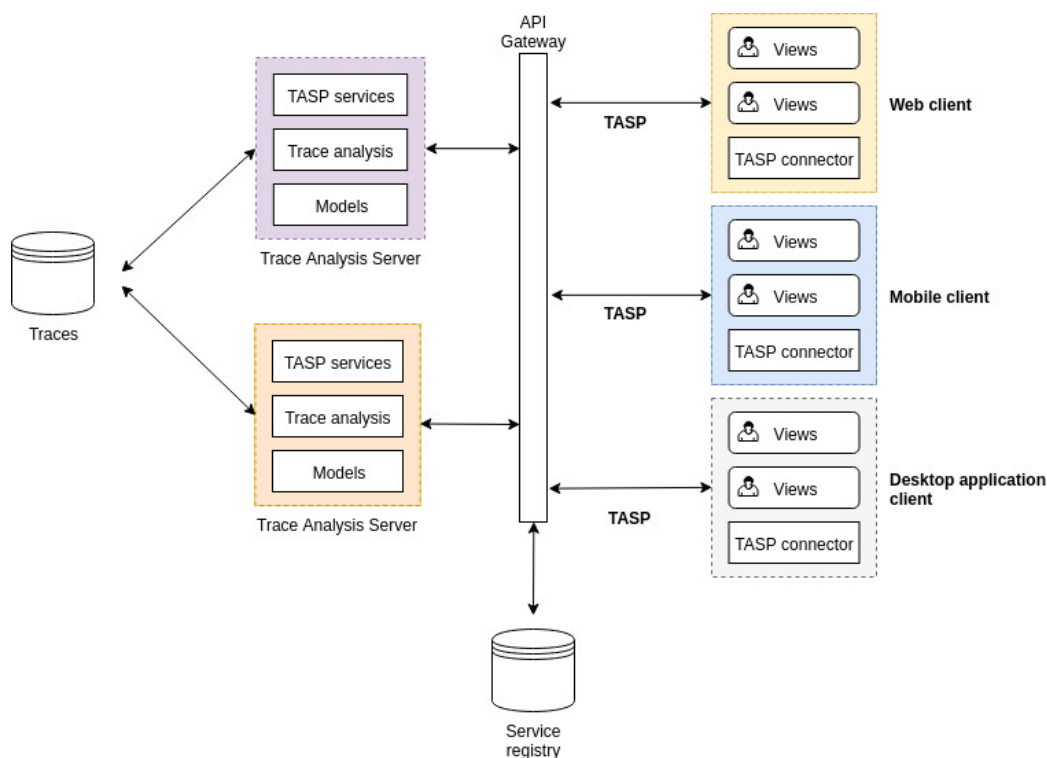 API
Gateway
TASP services
Trace analysis
Models
Trace Analysis Server
Traces
TASP services
Trace analysis
Models
Trace Analysis Server
TASP
Views
Views
TASP connector
Web client
TASP
Views
Views
TASP connector
Mobile client
TASP
Views
Views
TASP connector
Desktop application
client
Service
registry